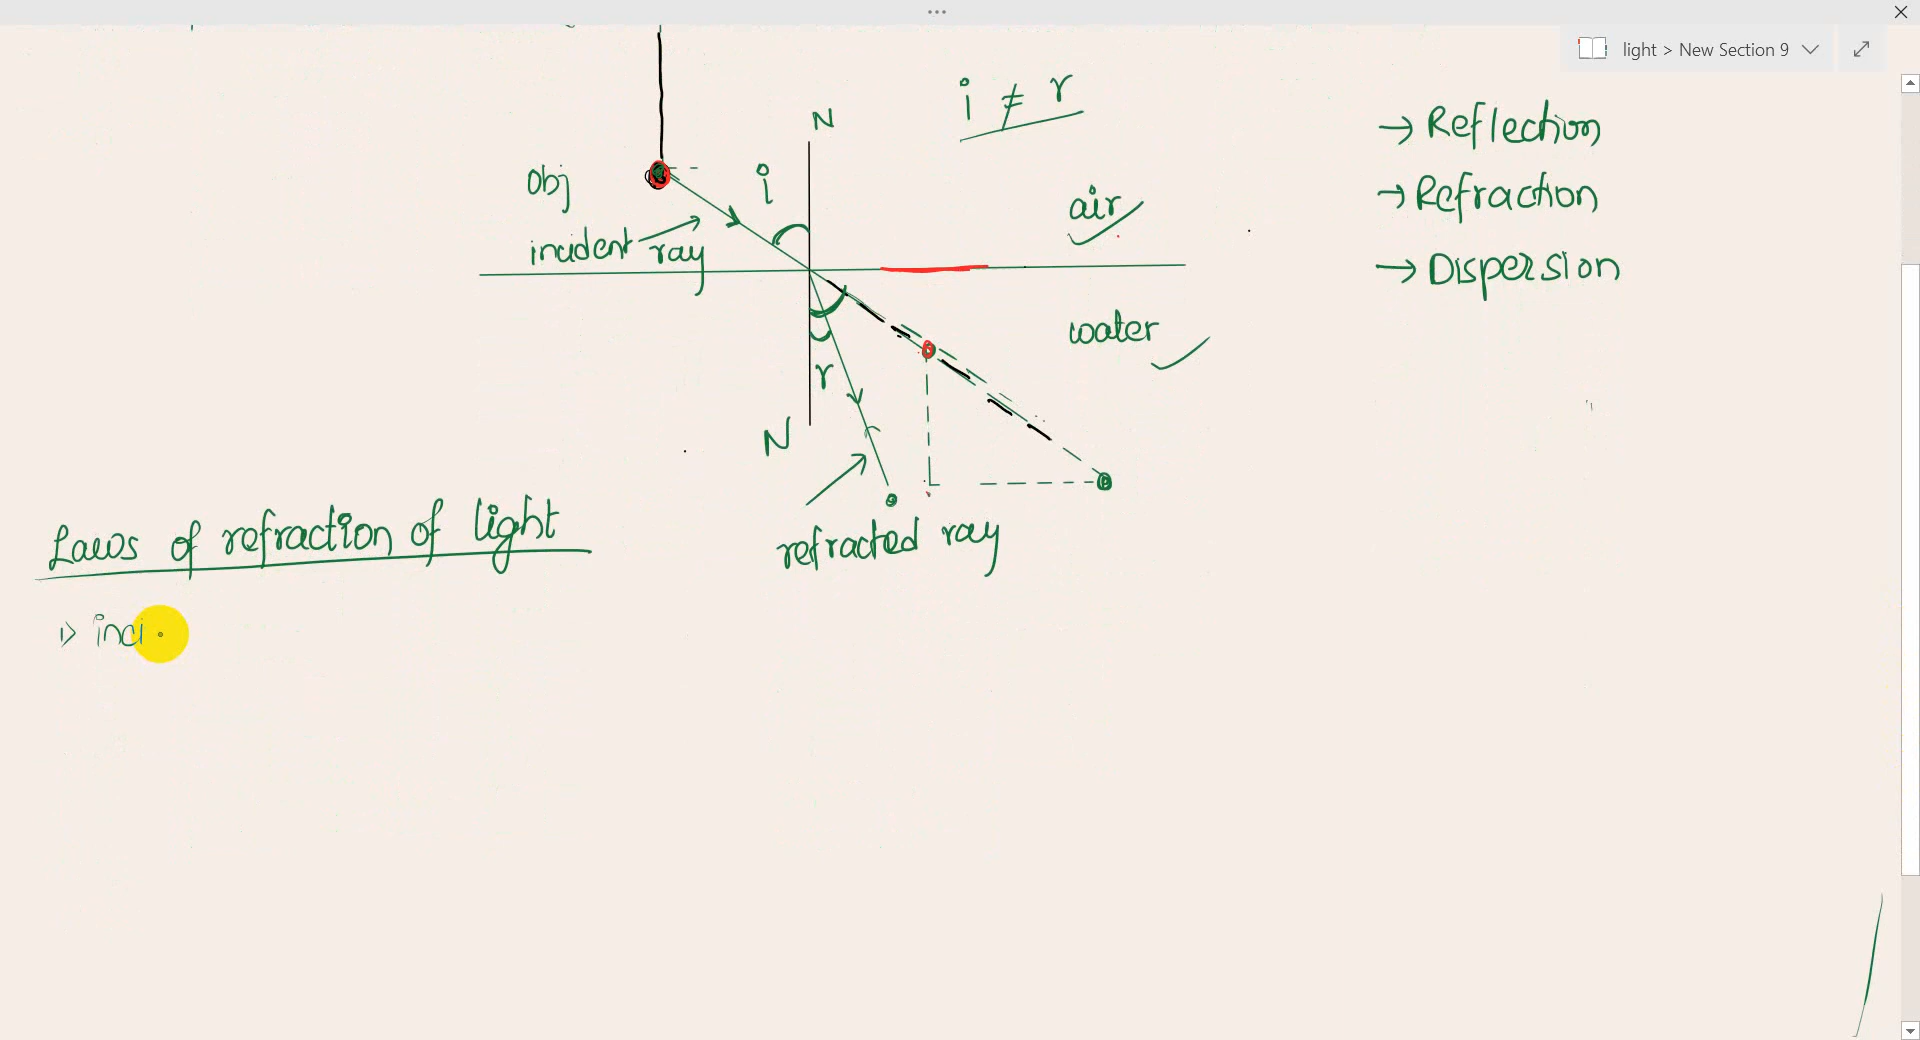 light > New Section 9
i ≠ r
N
→ Reflection
obj
i
air
→ Refraction
incident ray
→ Dispersion
water
r
N
Laws of refraction of light
refracted ray
1) inci